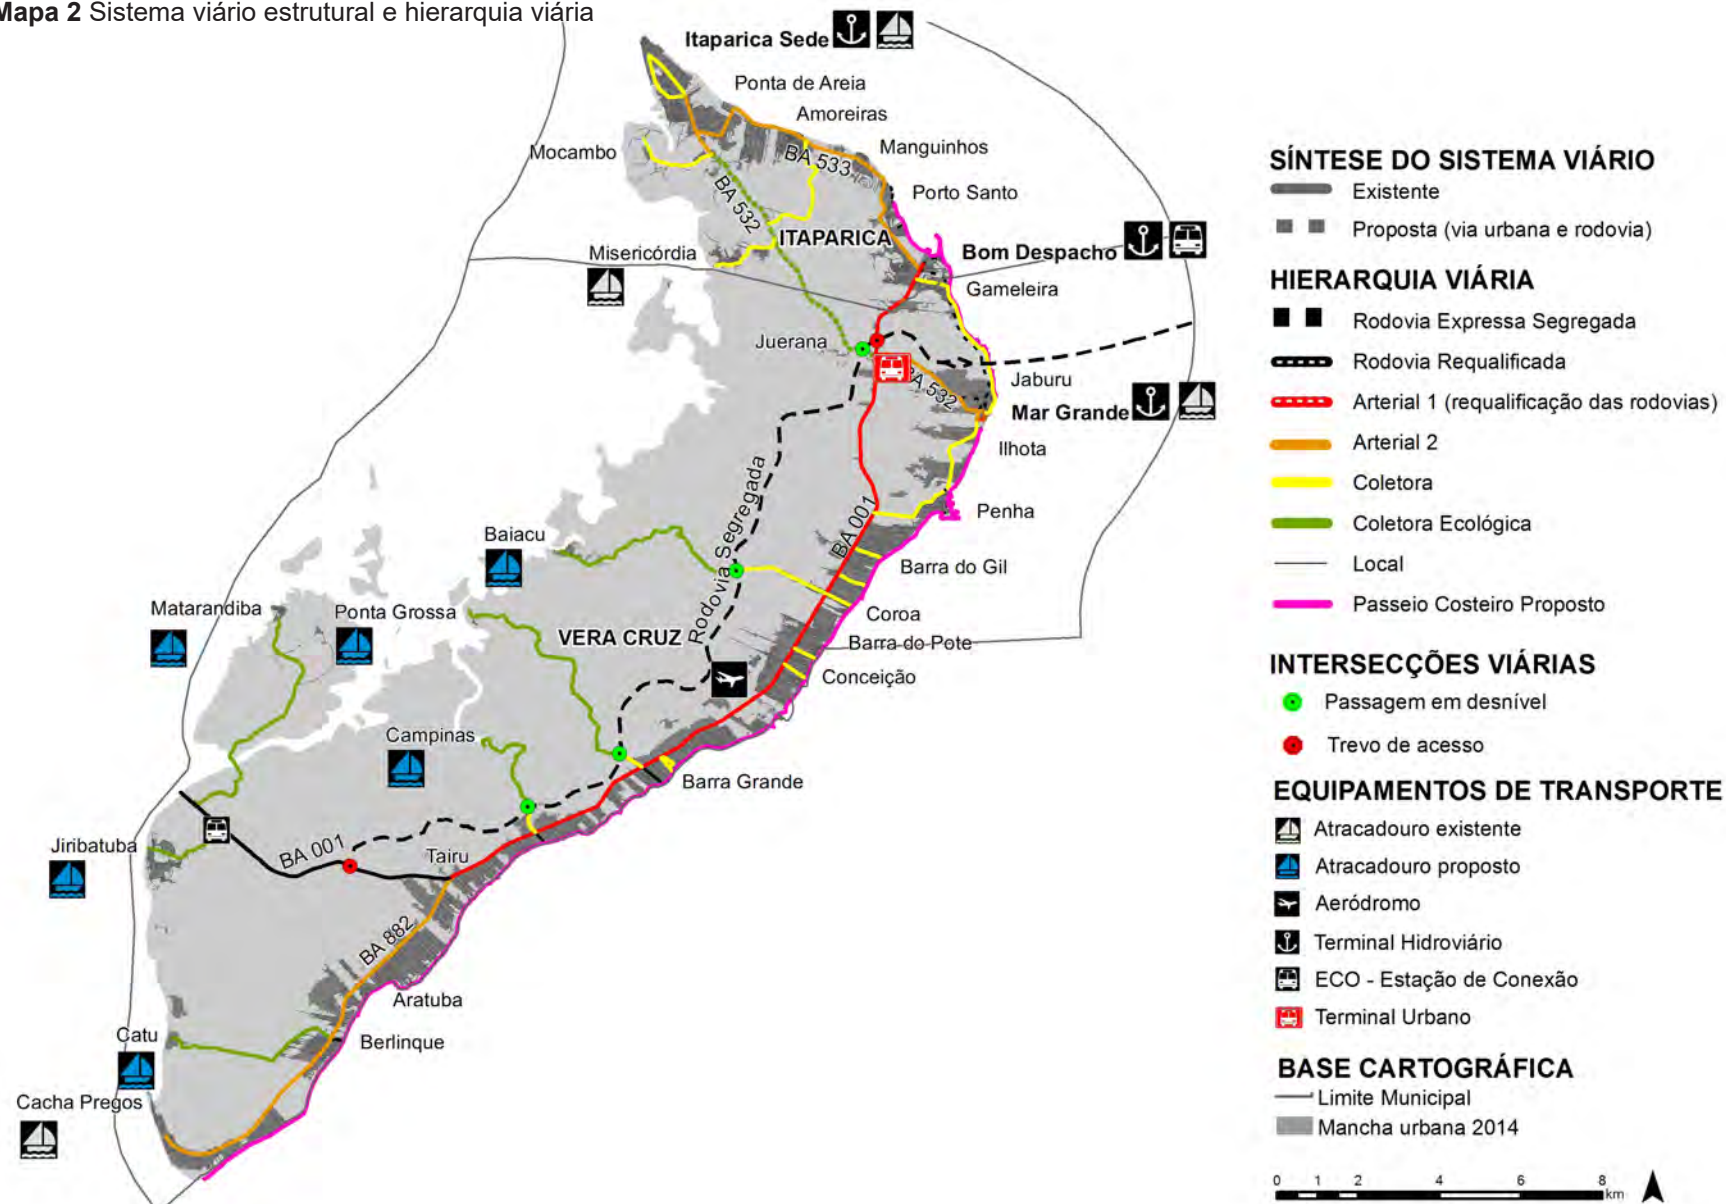 Mapa 2 Sistema viário estrutural e hierarquia viária
Itaparica Sede
Ponta de Areia
Amoreiras
Mocambo
BA 533
Manguinhos
BA 532
Porto Santo
ITAPARICA
Misericórdia
Bom Despacho
Gameleira
Juerana
BA 532
Jaburu
Mar Grande
Ilhota
Rodovia Segregada
BA 001
Penha
Baiacu
Barra do Gil
Matarandiba
Ponta Grossa
Coroa
VERA CRUZ
Barra do Pote
Conceição
Campinas
Barra Grande
Jiribatuba
BA 001
Tairu
BA 882
Aratuba
Catu
Berlinque
Cacha Pregos
SÍNTESE DO SISTEMA VIÁRIO
Existente
Proposta (via urbana e rodovia)
HIERARQUIA VIÁRIA
Rodovia Expressa Segregada
Rodovia Requalificada
Arterial 1 (requalificação das rodovias)
Arterial 2
Coletora
Coletora Ecológica
Local
Passeio Costeiro Proposto
INTERSECÇÕES VIÁRIAS
Passagem em desnível
Trevo de acesso
EQUIPAMENTOS DE TRANSPORTE
Atracadouro existente
Atracadouro proposto
Aeródromo
Terminal Hidroviário
ECO - Estação de Conexão
Terminal Urbano
BASE CARTOGRÁFICA
Limite Municipal
Mancha urbana 2014
0 1 2 4 6 8
km